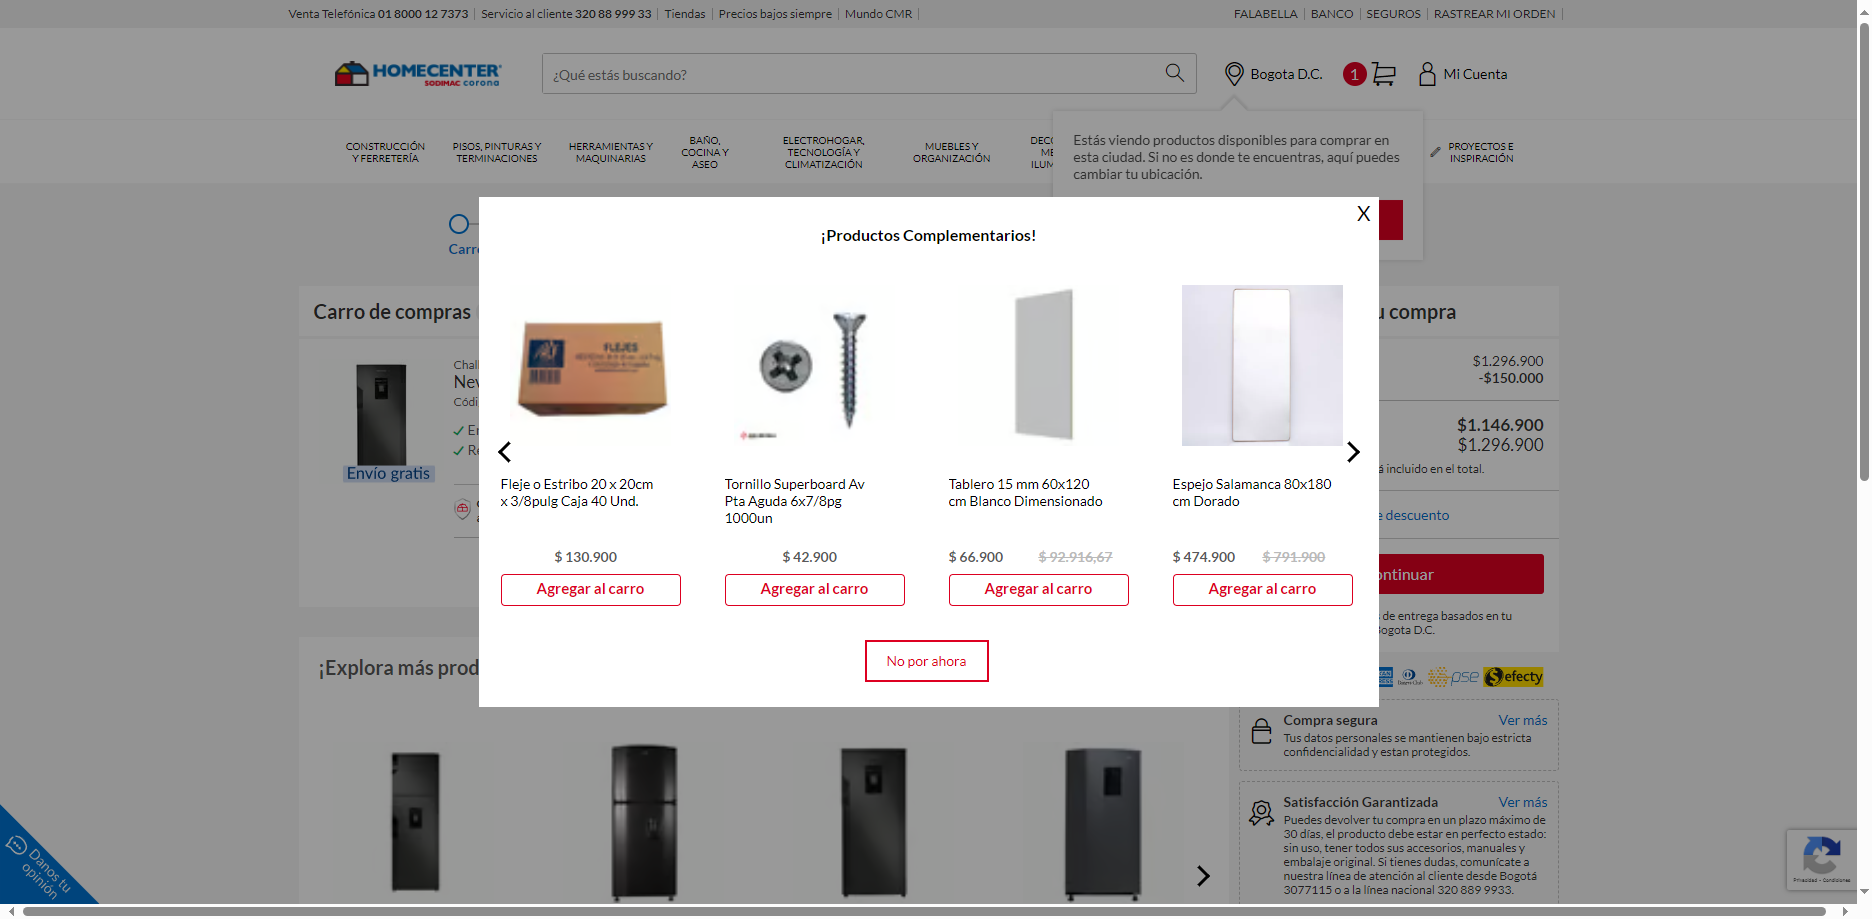 Venta Telefónica 01 8000 12 7373 Servicio al cliente 320 88 999 33 Tiendas Precios bajos siempre Mundo CMR
FALABELLA BANCO SEGUROS RASTREAR MI ORDEN
HOMECENTER
SODIMAC corona
¿Qué estás buscando?
Bogota D.C.
1
Mi Cuenta
CONSTRUCCIÓN Y FERRETERÍA
PISOS, PINTURAS Y TERMINACIONES
HERRAMIENTAS Y MAQUINARIAS
BAÑO, COCINA Y ASEO
ELECTROHOGAR, TECNOLOGÍA Y CLIMATIZACIÓN
MUEBLES Y ORGANIZACIÓN
PROYECTOS E INSPIRACIÓN
Estás viendo productos disponibles para comprar en
esta ciudad. Si no es donde te encuentras, aquí puedes
cambiar tu ubicación.
X
¡Productos Complementarios!
FLEJES
Fleje o Estribo 20 x 20cm
x 3/8pulg Caja 40 Und.
$ 130.900
Agregar al carro
Tornillo Superboard Av
Pta Aguda 6x7/8pg
1000un
$ 42.900
Agregar al carro
Tablero 15 mm 60x120
cm Blanco Dimensionado
$ 66.900 $ 92.916,67
Agregar al carro
Espejo Salamanca 80x180
cm Dorado
$ 474.900 $ 791.900
Agregar al carro
No por ahora
Carro de compras
Envío gratis
compra
$1.296.900
-$150.000
$1.146.900
$1.296.900
incluido en el total.
descuento
de entrega basados en tu
Bogota D.C.
pse
efecty
¡Explora más
Compra segura Ver más
Tus datos personales se mantienen bajo estricta
confidencialidad y estan protegidos.
Satisfacción Garantizada Ver más
Puedes devolver tu compra en un plazo máximo de
30 días, el producto debe estar en perfecto estado:
sin uso, tener todos sus accesorios, manuales y
embalaje original. Si tienes dudas, comunícate a
nuestra línea de atención al cliente desde Bogotá
3077115 o a la línea nacional 320 889 9933.
Danos tu
opinión
Privacidad - Condiciones